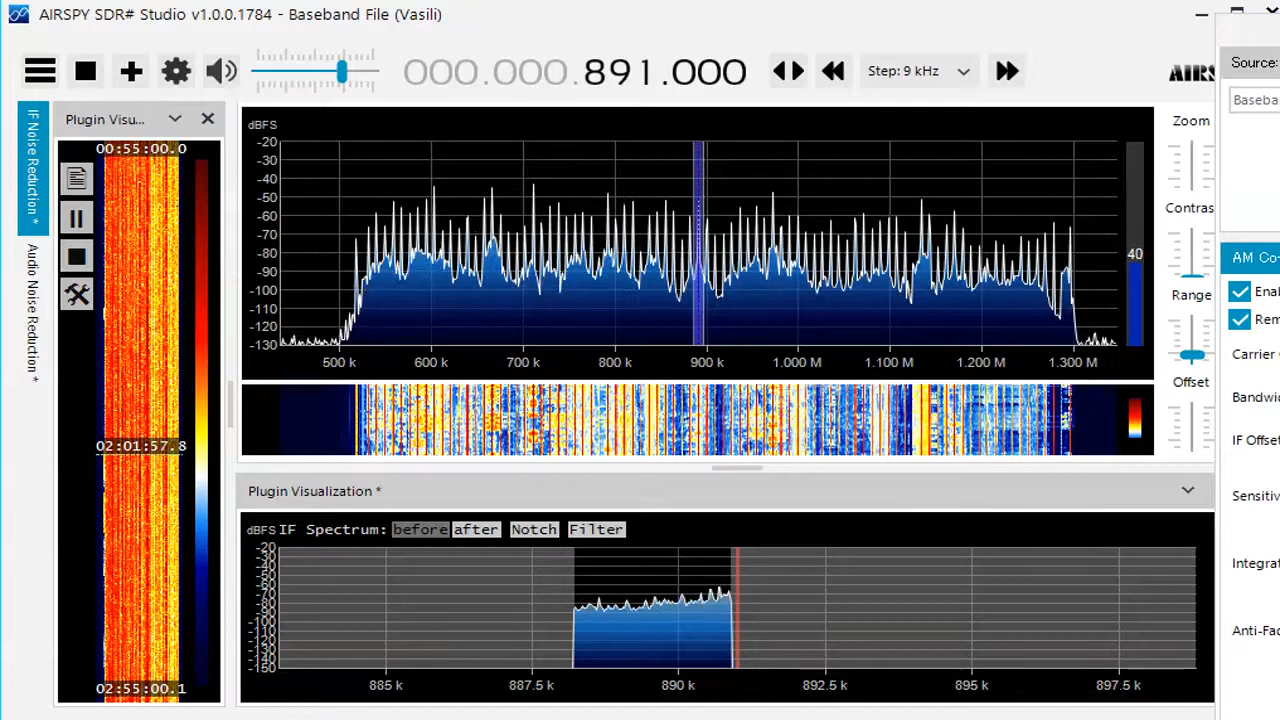 AIRSPY SDR# Studio v1.0.0.1784 - Baseband File (Vasili)
000.000.891.000
Step: 9 kHz
AIRS
Source:
Baseba
IF Noise Reduction *
Audio Noise Reduction *
Plugin Visu...
00:55:00.0
02:01:57.8
02:55:00.1
dBFS
-20
-30
-40
-50
-60
-70
-80
-90
-100
-110
-120
-130
500 k 600 k 700 k 800 k 900 k 1.000 M 1.100 M 1.200 M 1.300 M
40
Zoom
Contras
Range
Offset
Plugin Visualization *
dBFS IF Spectrum: before after Notch Filter
-20
-30
-40
-50
-60
-70
-80
-90
-100
-110
-120
-130
-140
-150
885 k 887.5 k 890 k 892.5 k 895 k 897.5 k
AM Co-
Enab
Rem
Carrier
Bandwid
IF Offset
Sensitiv
Integrat
Anti-Fad